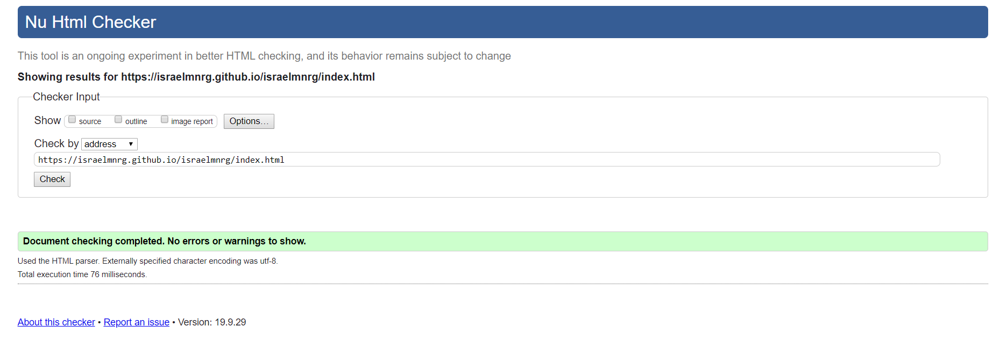 Nu Html Checker
This tool is an ongoing experiment in better HTML checking, and its behavior remains subject to change
Showing results for https://israelmnrg.github.io/israelmnrg/index.html
Checker Input
Show source outline image report Options...
Check by address
https://israelmnrg.github.io/israelmnrg/index.html
Check
Document checking completed. No errors or warnings to show.
Used the HTML parser. Externally specified character encoding was utf-8.
Total execution time 76 milliseconds.
About this checker • Report an issue • Version: 19.9.29